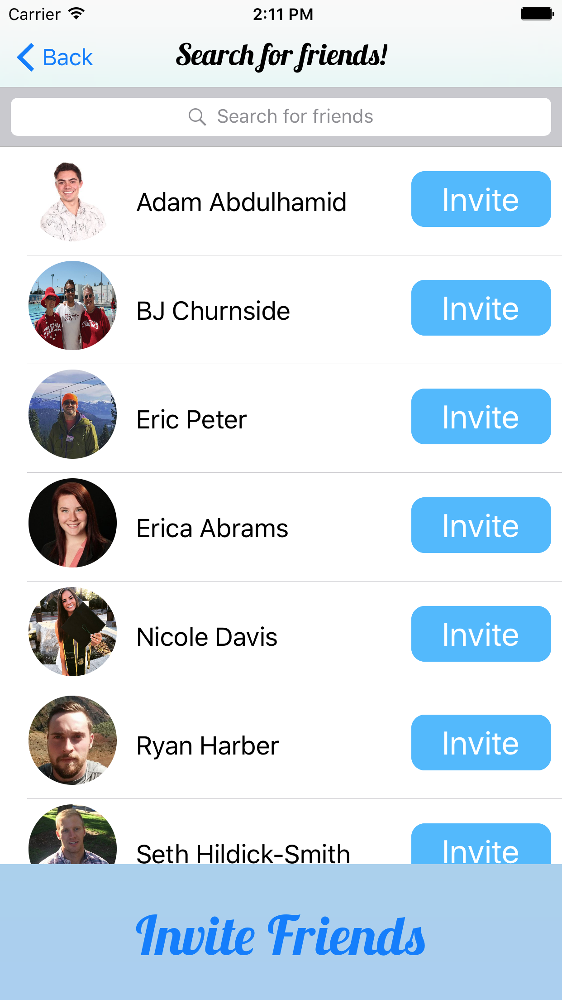 Carrier 2:11 PM
Back Search for friends!
Search for friends
Adam Abdulhamid Invite
BJ Churnside Invite
STANFORD
Eric Peter Invite
Erica Abrams Invite
Nicole Davis Invite
Ryan Harber Invite
Seth Hildick-Smith Invite
Invite Friends